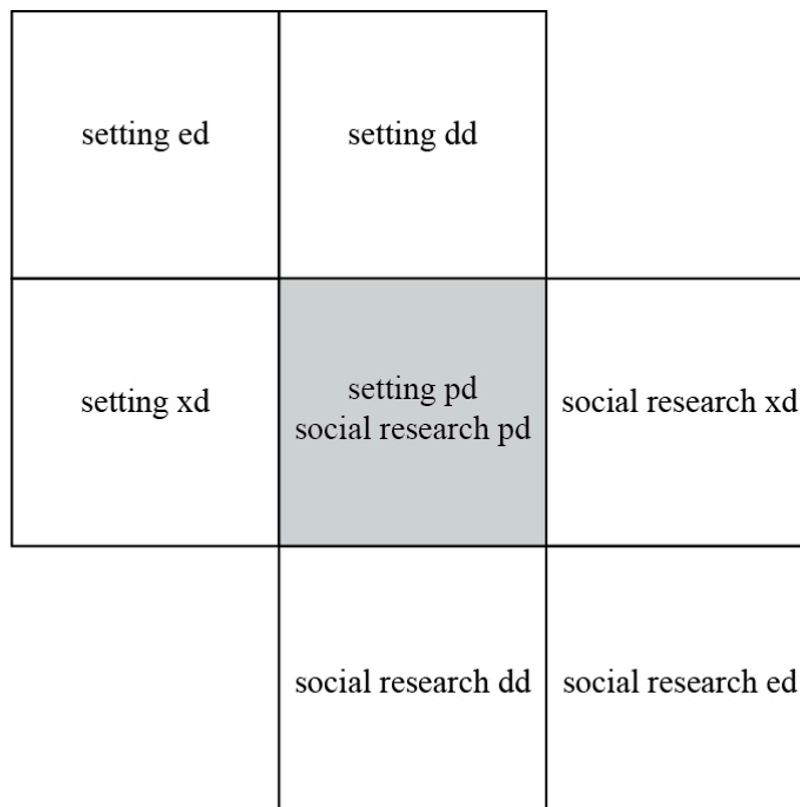 setting ed
setting dd
setting xd
setting pd
social research pd
social research xd
social research dd
social research ed